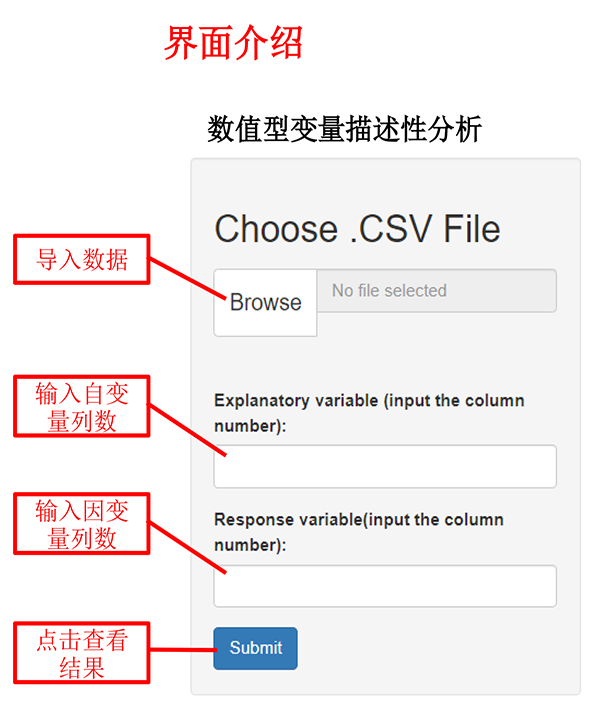 界面介绍
数值型变量描述性分析
Choose .CSV File
导入数据
Browse
No file selected
输入自变
量列数
Explanatory variable (input the column
number):
输入因变
量列数
Response variable(input the column
number):
点击查看
结果
Submit